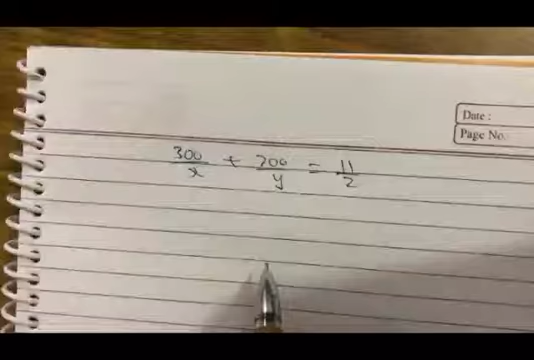 Date :
Page No.
300/x + 200/y = 11/2